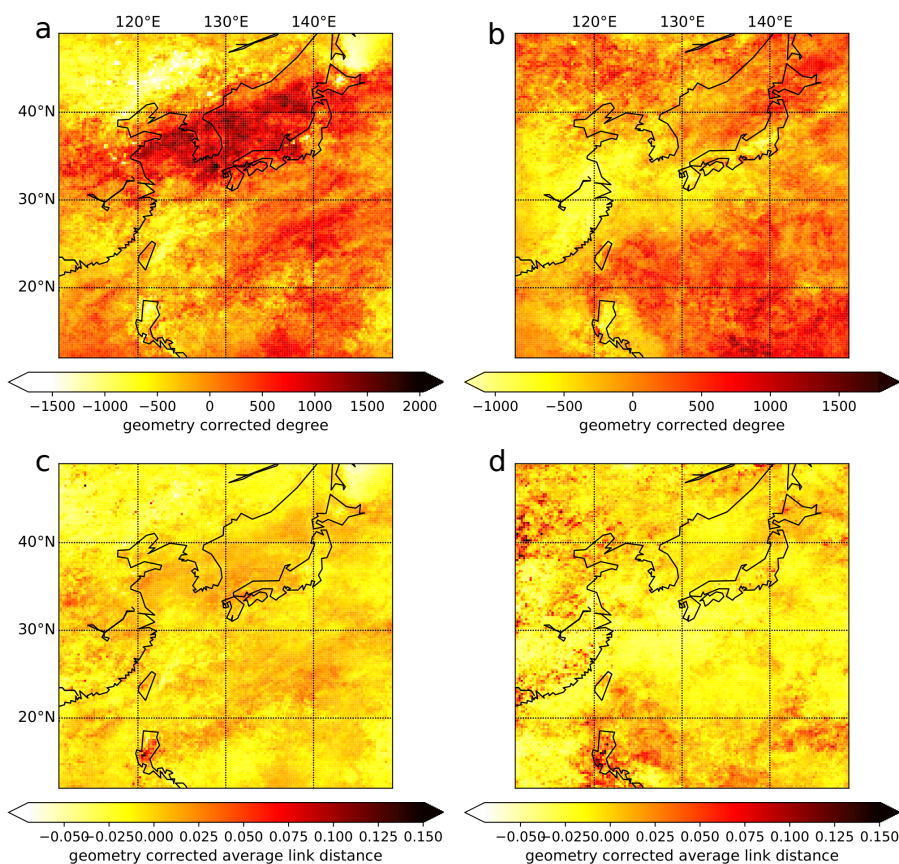 a
120°E 130°E 140°E
40°N
30°N
20°N
−1500 −1000 −500 0 500 1000 1500 2000
geometry corrected degree
b
120°E 130°E 140°E
−1000 −500 0 500 1000 1500
geometry corrected degree
c
40°N
30°N
20°N
−0.050 −0.025 0.000 0.025 0.050 0.075 0.100 0.125 0.150
geometry corrected average link distance
d
−0.050 −0.025 0.000 0.025 0.050 0.075 0.100 0.125 0.150
geometry corrected average link distance